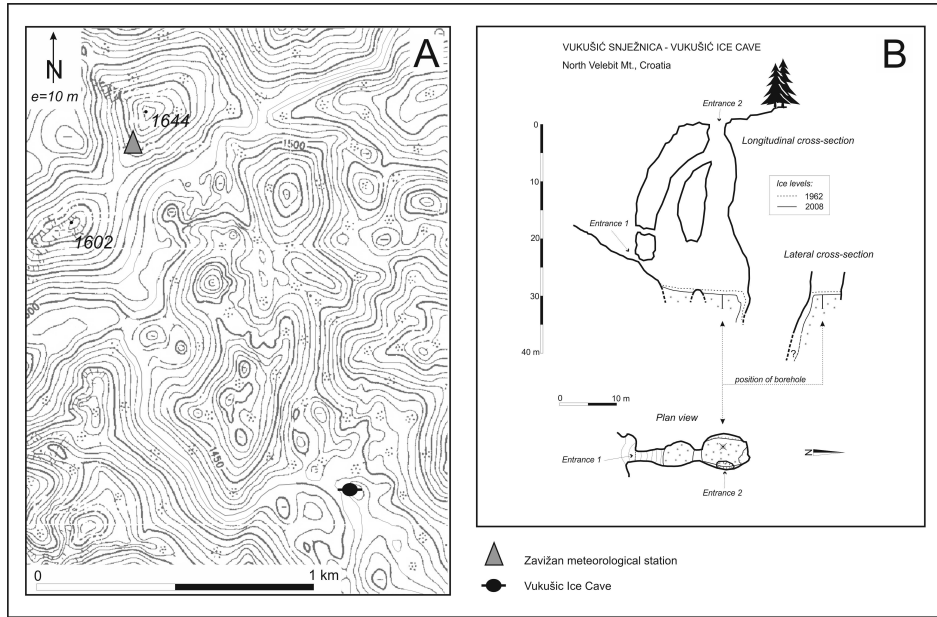 A
N
e=10 m
1644
1602
1500
1450
0 1 km
VUKUŠIĆ SNJEŽNICA - VUKUŠIĆ ICE CAVE
North Velebit Mt., Croatia
B
Entrance 2
Longitudinal cross-section
0
10
20
30
40 m
Ice levels:
1962
2008
Entrance 1
Lateral cross-section
?
position of borehole
0 10 m
Plan view
Entrance 1
N
Entrance 2
Zavižan meteorological station
Vukušic Ice Cave